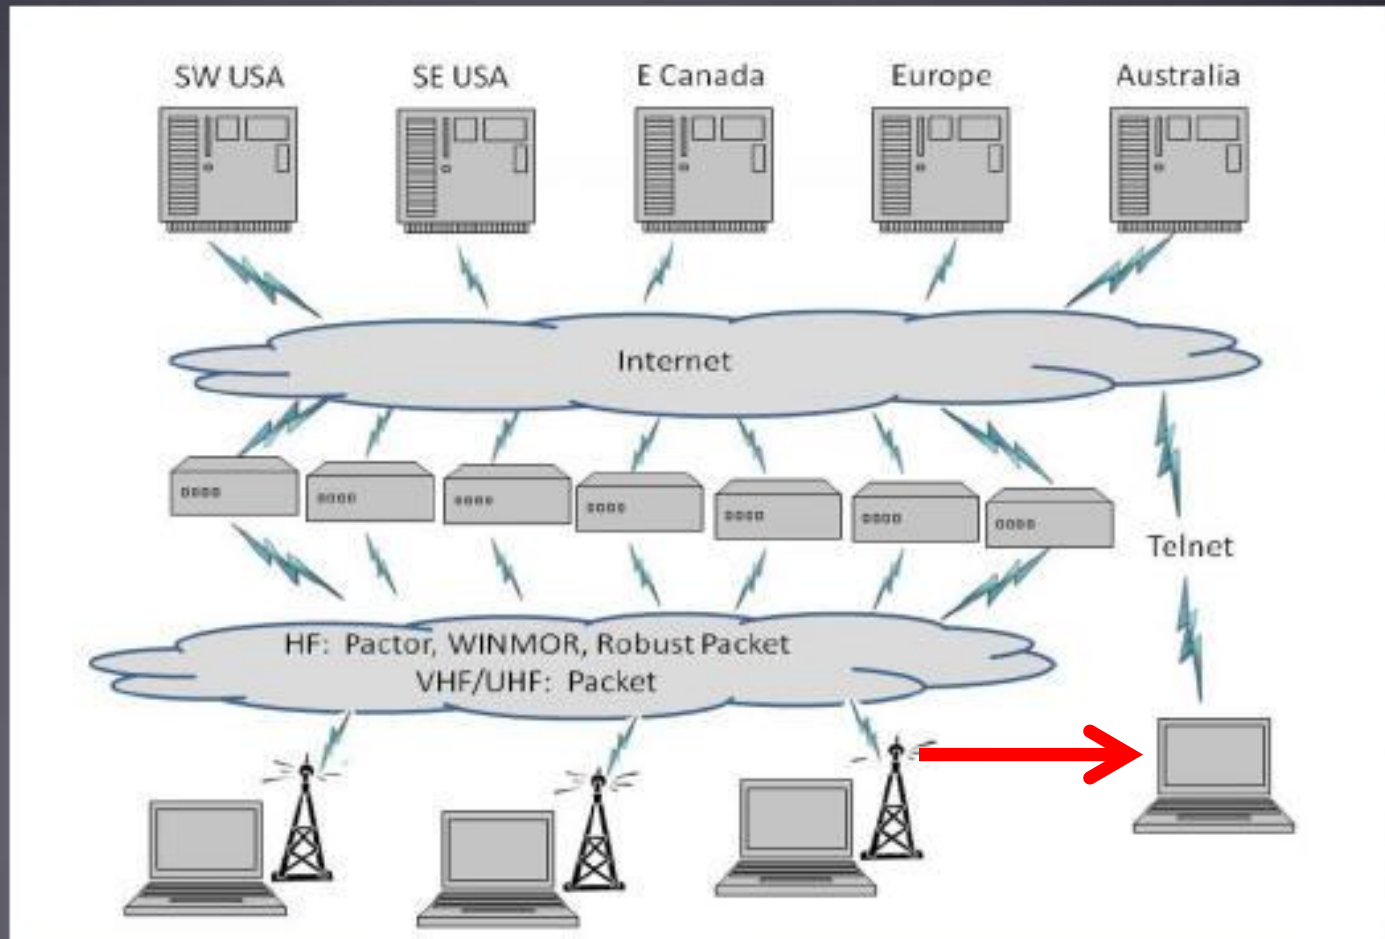 SW USA
SE USA
E Canada
Europe
Australia
Internet
Telnet
HF: Pactor, WINMOR, Robust Packet
VHF/UHF: Packet